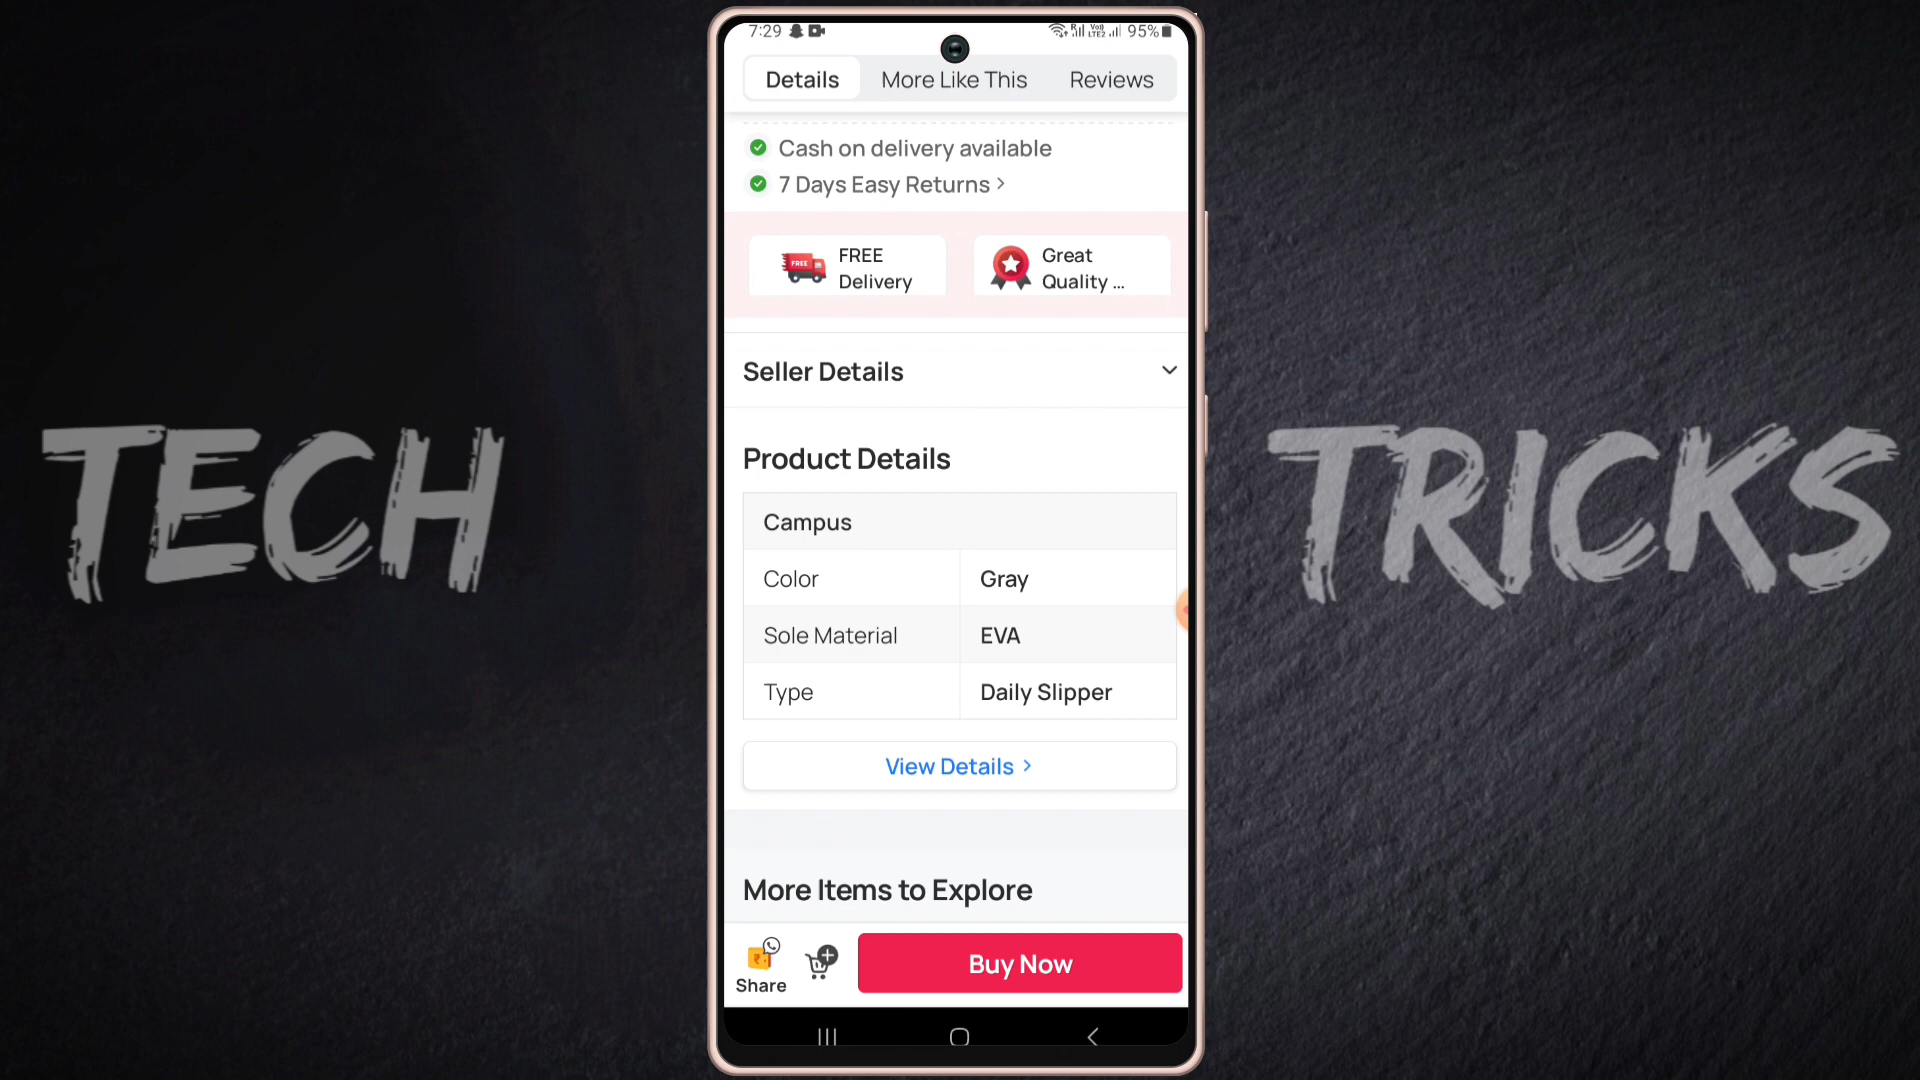 7:29
95%
Details More Like This Reviews
Cash on delivery available
7 Days Easy Returns >
FREE
FREE
Delivery
Great
Quality ...
Seller Details
Product Details
Campus
Color Gray
Sole Material EVA
Type Daily Slipper
View Details >
More Items to Explore
Share
Buy Now
TECH
TRICKS